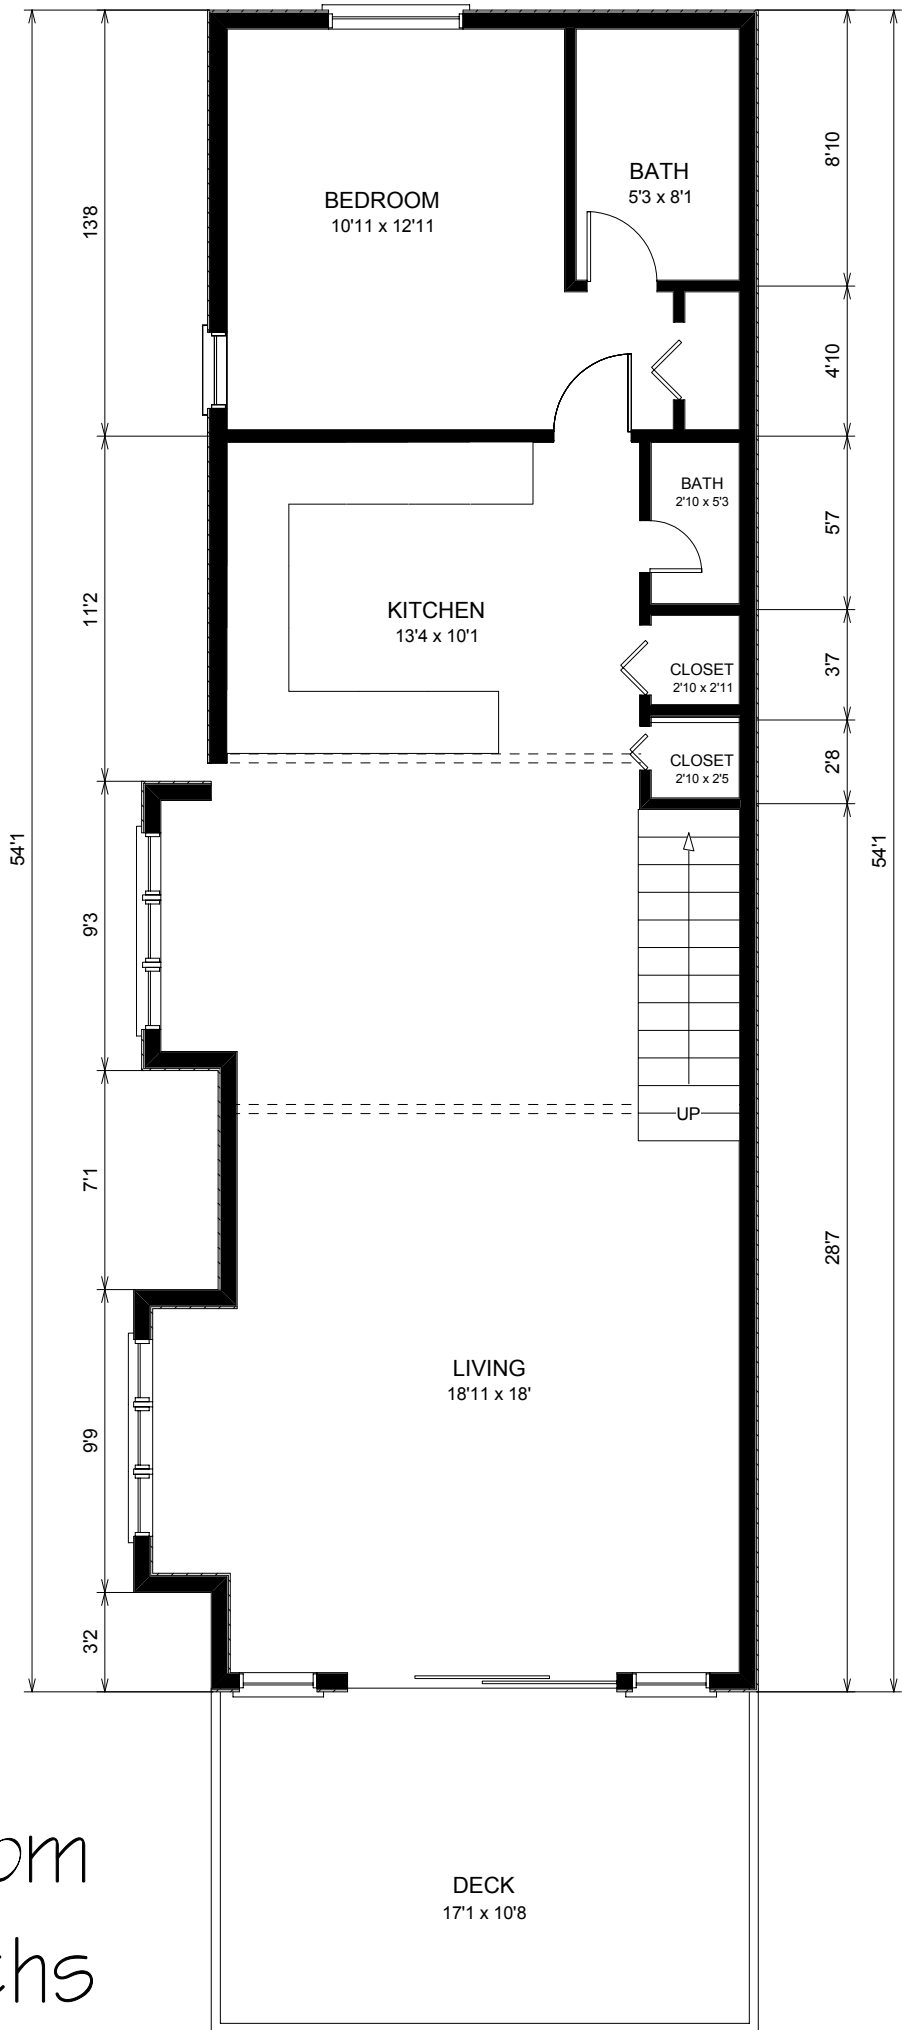 BEDROOM
10'11 x 12'11
BATH
5'3 x 8'1
BATH
2'10 x 5'3
KITCHEN
13'4 x 10'1
CLOSET
2'10 x 2'11
CLOSET
2'10 x 2'5
UP
LIVING
18'11 x 18'
DECK
17'1 x 10'8
54'1
13'8
11'2
9'3
7'1
9'9
3'2
8'10
4'10
5'7
3'7
2'8
28'7
54'1